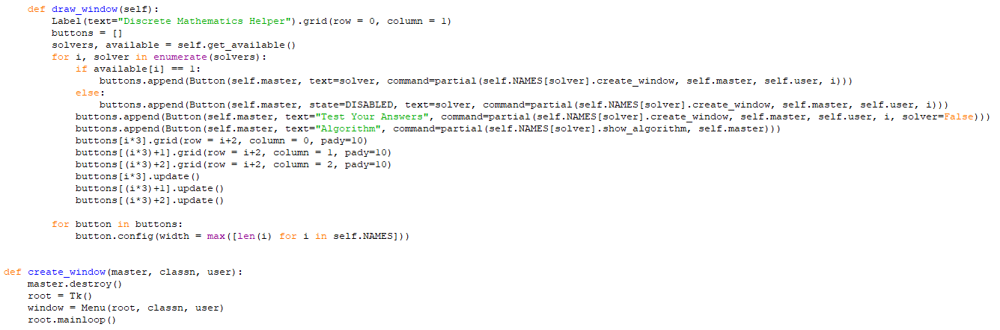 def draw_window(self):
Label(text="Discrete Mathematics Helper").grid(row = 0, column = 1)
buttons = []
solvers, available = self.get_available()
for i, solver in enumerate(solvers):
if available[i] == 1:
buttons.append(Button(self.master, text=solver, command=partial(self.NAMES[solver].create_window, self.master, self.user, i)))
else:
buttons.append(Button(self.master, state=DISABLED, text=solver, command=partial(self.NAMES[solver].create_window, self.master, self.user, i)))
buttons.append(Button(self.master, text="Test Your Answers", command=partial(self.NAMES[solver].create_window, self.master, self.user, i, solver=False)))
buttons.append(Button(self.master, text="Algorithm", command=partial(self.NAMES[solver].show_algorithm, self.master)))
buttons[i*3].grid(row = i+2, column = 0, pady=10)
buttons[(i*3)+1].grid(row = i+2, column = 1, pady=10)
buttons[(i*3)+2].grid(row = i+2, column = 2, pady=10)
buttons[i*3].update()
buttons[(i*3)+1].update()
buttons[(i*3)+2].update()
for button in buttons:
button.config(width = max([len(i) for i in self.NAMES]))
def create_window(master, classn, user):
master.destroy()
root = Tk()
window = Menu(root, classn, user)
root.mainloop()